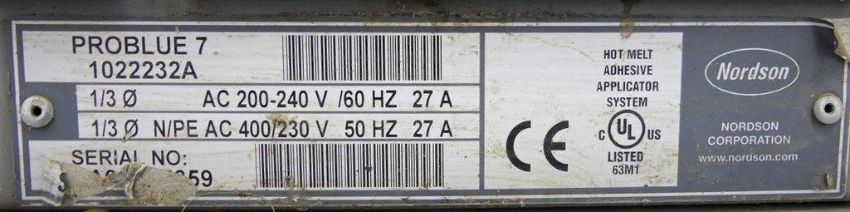 PROBLUE 7
1022232A
1/3 Ø AC 200-240 V /60 HZ 27 A
1/3 Ø N/PE AC 400/230 V 50 HZ 27 A
SERIAL NO:
CE
HOT MELT
ADHESIVE
APPLICATOR
SYSTEM
C UL US
LISTED
63M1
Nordson
NORDSON
CORPORATION
www.nordson.com